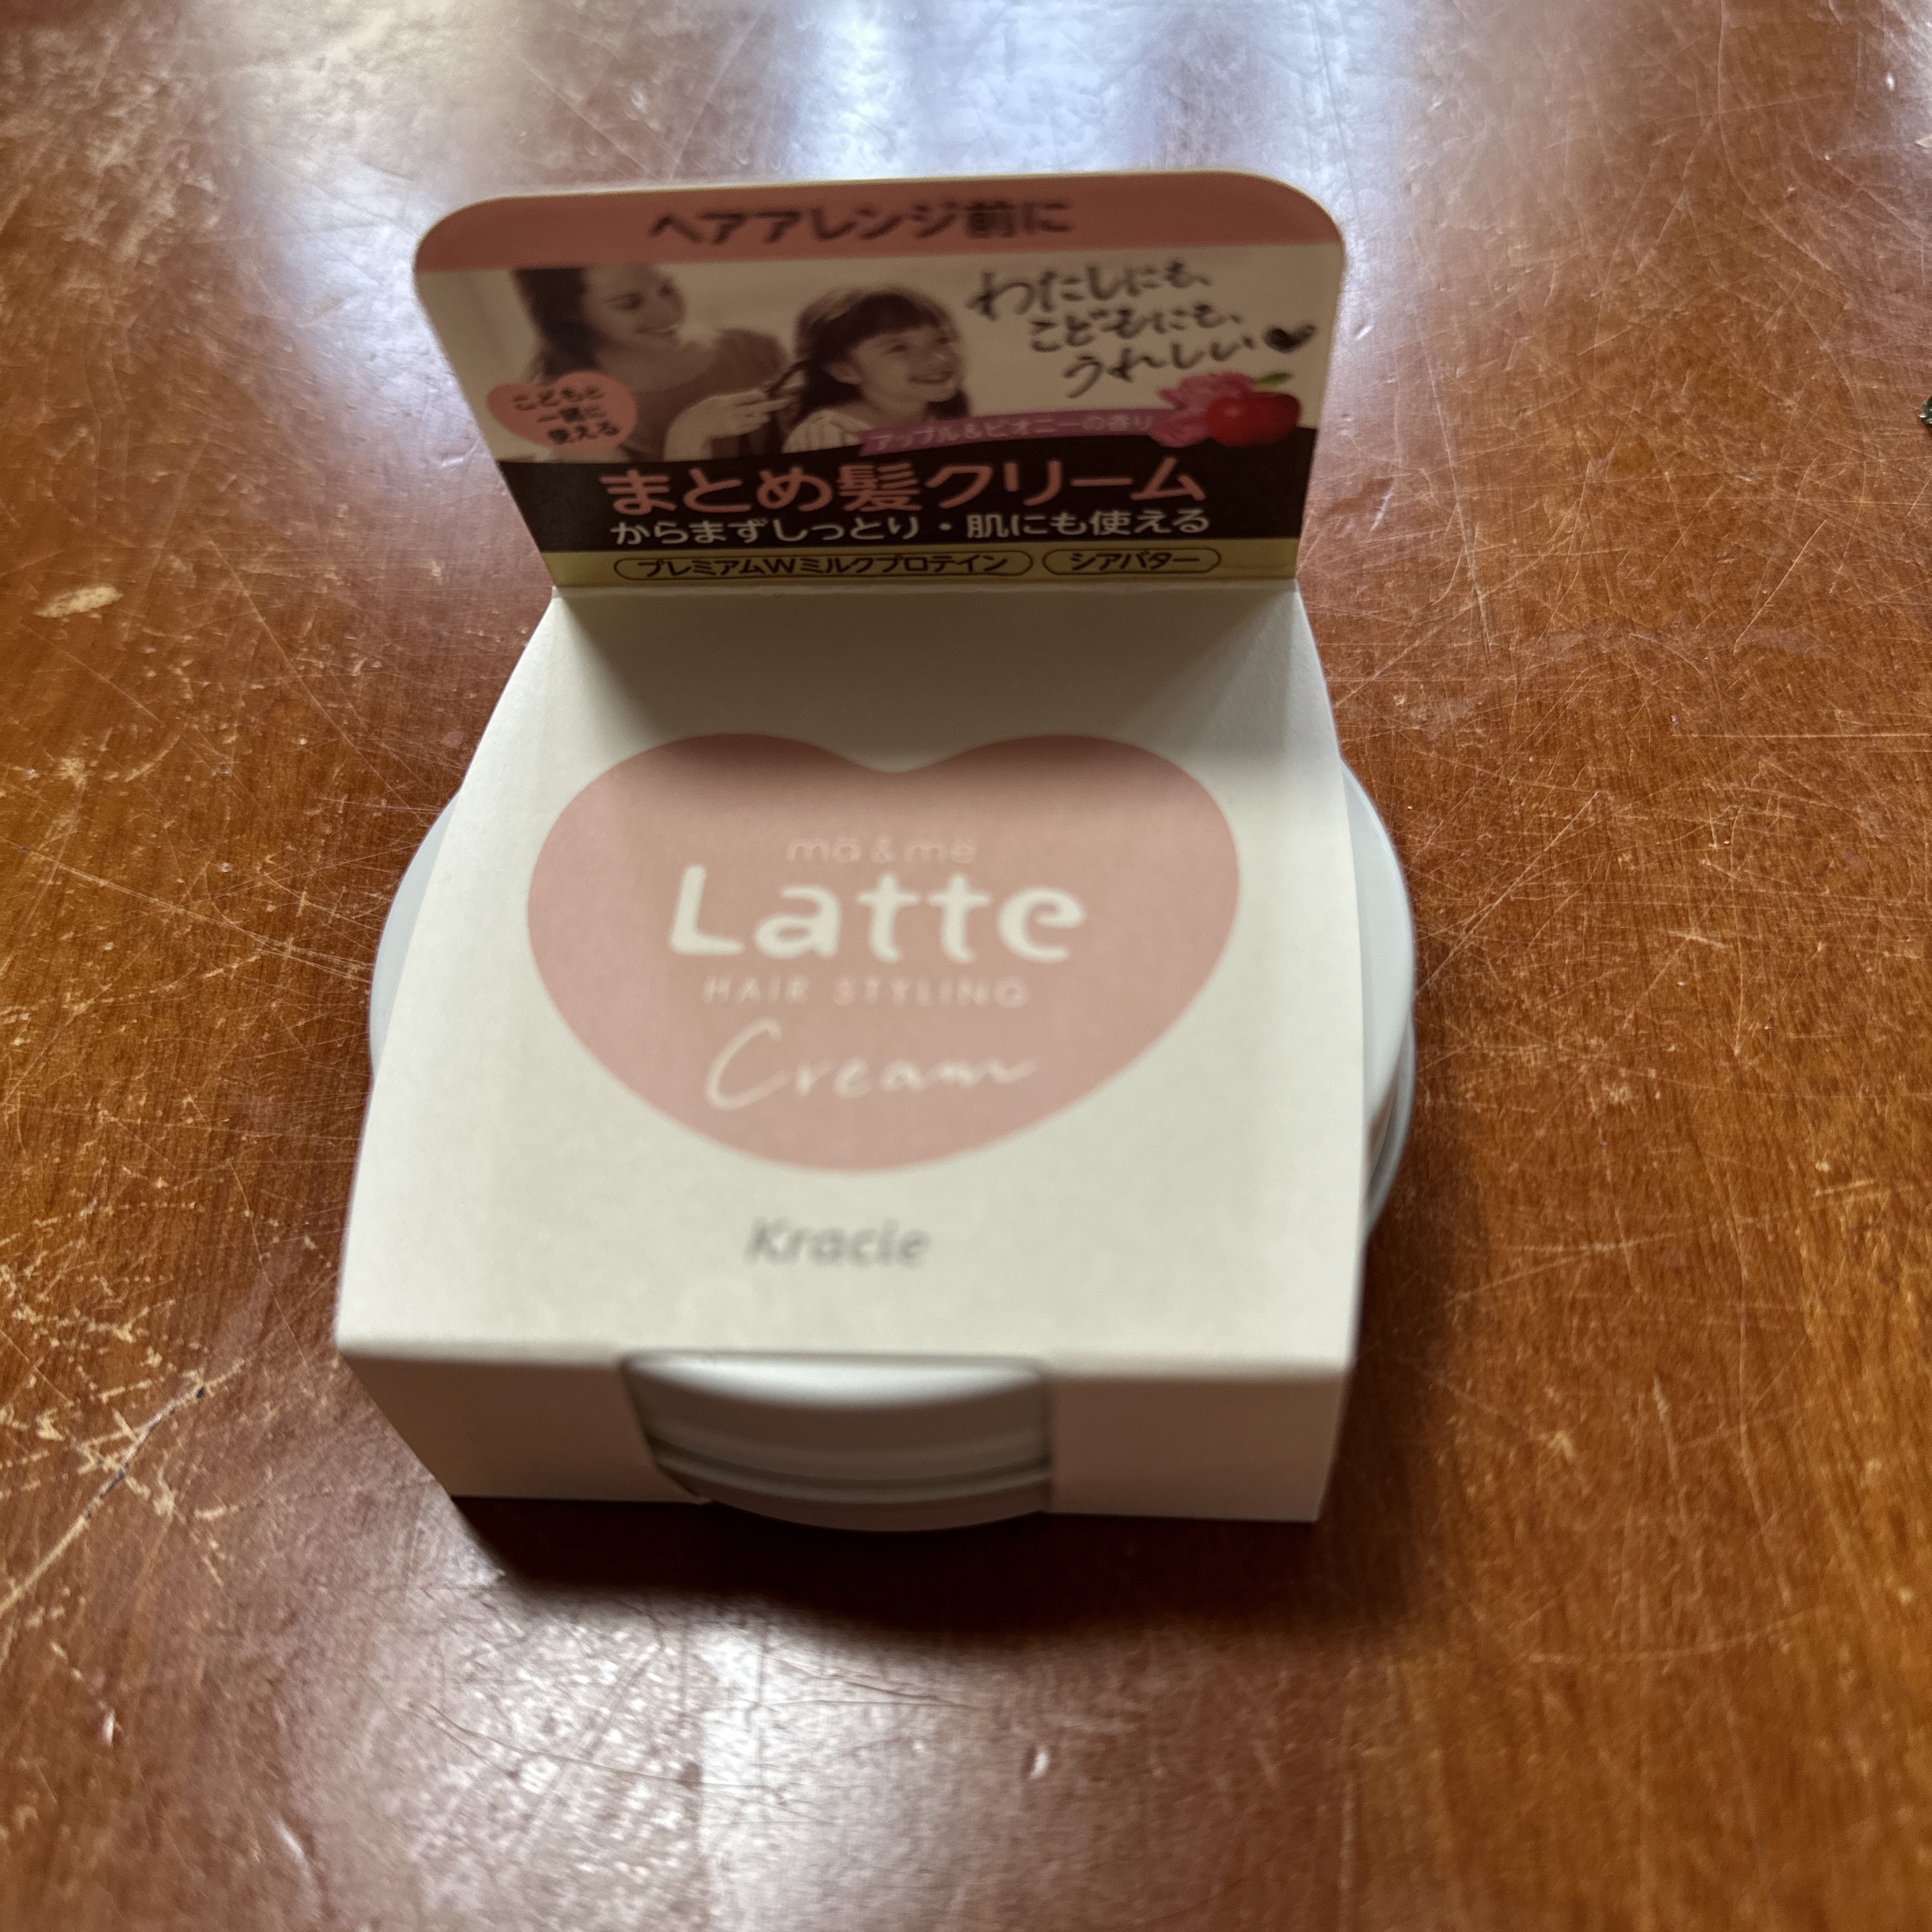 ヘアアレンジ前に
わたしにも、
こどもにも、
うれしい♥
こどもと
一緒に
使える
アップル&ピオニーの香り
まとめ髪クリーム
からまずしっとり・肌にも使える
プレミアムWミルクプロテイン シアバター
ma & me
Latte
HAIR STYLING
Cream
Kracie